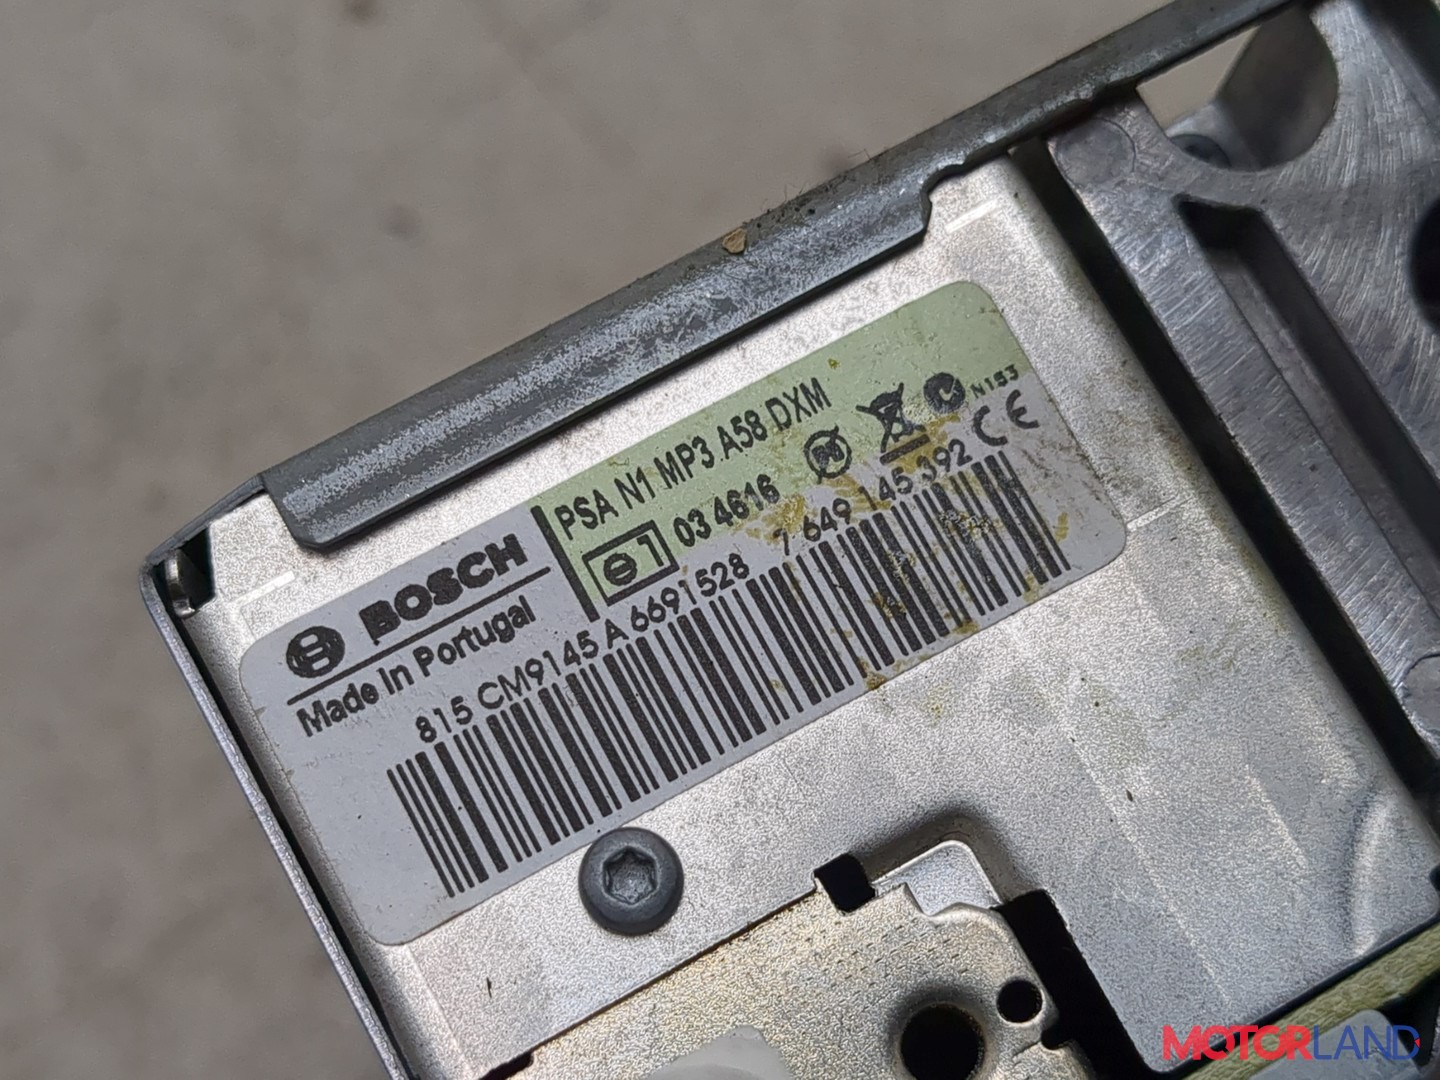 BOSCH
Made in Portugal
PSA N1 MP3 A58 DXM
e1 03 4616
N153
CE
815 CM9145 A 6691528 7 649 145 392
MOTORLAND